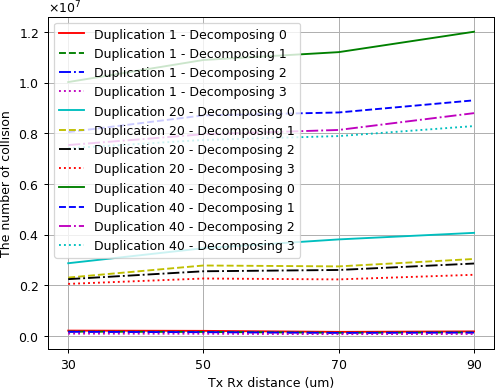 ×10⁷
1.2
1.0
0.8
0.6
0.4
0.2
0.0
The number of collision
Duplication 1 - Decomposing 0
Duplication 1 - Decomposing 1
Duplication 1 - Decomposing 2
Duplication 1 - Decomposing 3
Duplication 20 - Decomposing 0
Duplication 20 - Decomposing 1
Duplication 20 - Decomposing 2
Duplication 20 - Decomposing 3
Duplication 40 - Decomposing 0
Duplication 40 - Decomposing 1
Duplication 40 - Decomposing 2
Duplication 40 - Decomposing 3
30 50 70 90
Tx Rx distance (um)